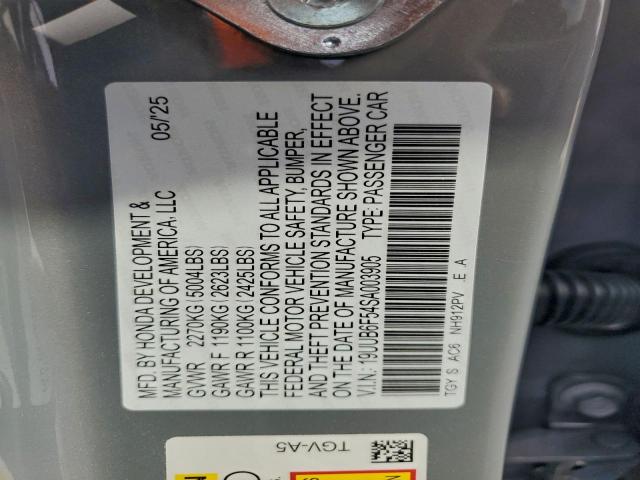 MFD. BY HONDA DEVELOPMENT &
MANUFACTURING OF AMERICA, LLC 05/'25
GVWR 2270KG (5004LBS)
GAWR F 1190KG (2623LBS)
GAWR R 1100KG (2425LBS)
THIS VEHICLE CONFORMS TO ALL APPLICABLE
FEDERAL MOTOR VEHICLE SAFETY, BUMPER,
AND THEFT PREVENTION STANDARDS IN EFFECT
ON THE DATE OF MANUFACTURE SHOWN ABOVE.
V.I.N.: 19UUB6F54SA003905 TYPE: PASSENGER CAR
TGY S AC6 NH912PV .E .A
TGV-A5